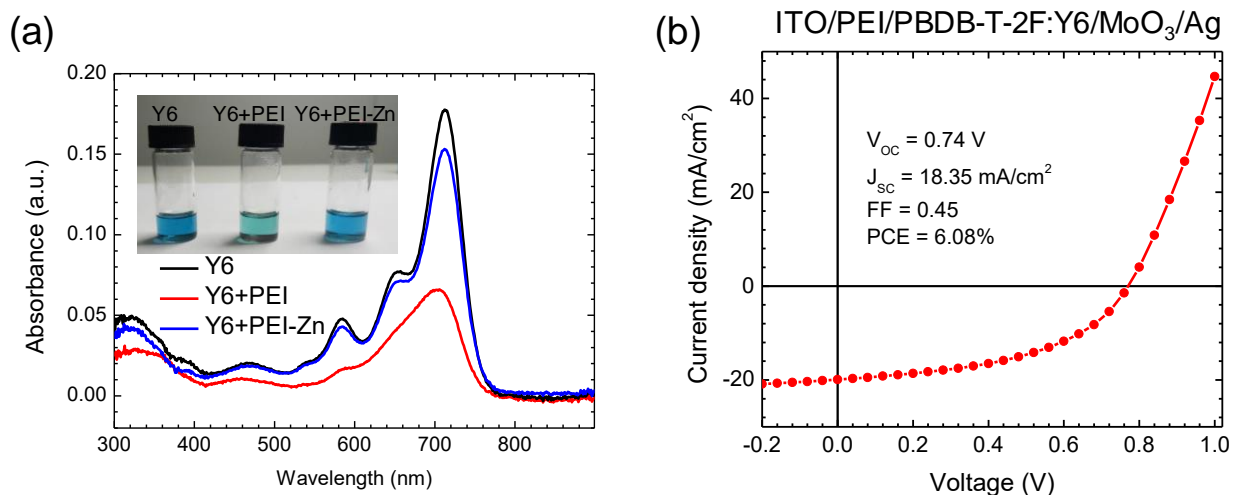 (a)
0.20
0.15
0.10
0.05
0.00
Absorbance (a.u.)
Y6 Y6+PEI Y6+PEI-Zn
Y6
Y6+PEI
Y6+PEI-Zn
300 400 500 600 700 800
Wavelength (nm)
(b)
ITO/PEI/PBDB-T-2F:Y6/MoO₃/Ag
40
20
0
-20
Current density (mA/cm²)
V_OC = 0.74 V
J_SC = 18.35 mA/cm²
FF = 0.45
PCE = 6.08%
-0.2 0.0 0.2 0.4 0.6 0.8 1.0
Voltage (V)